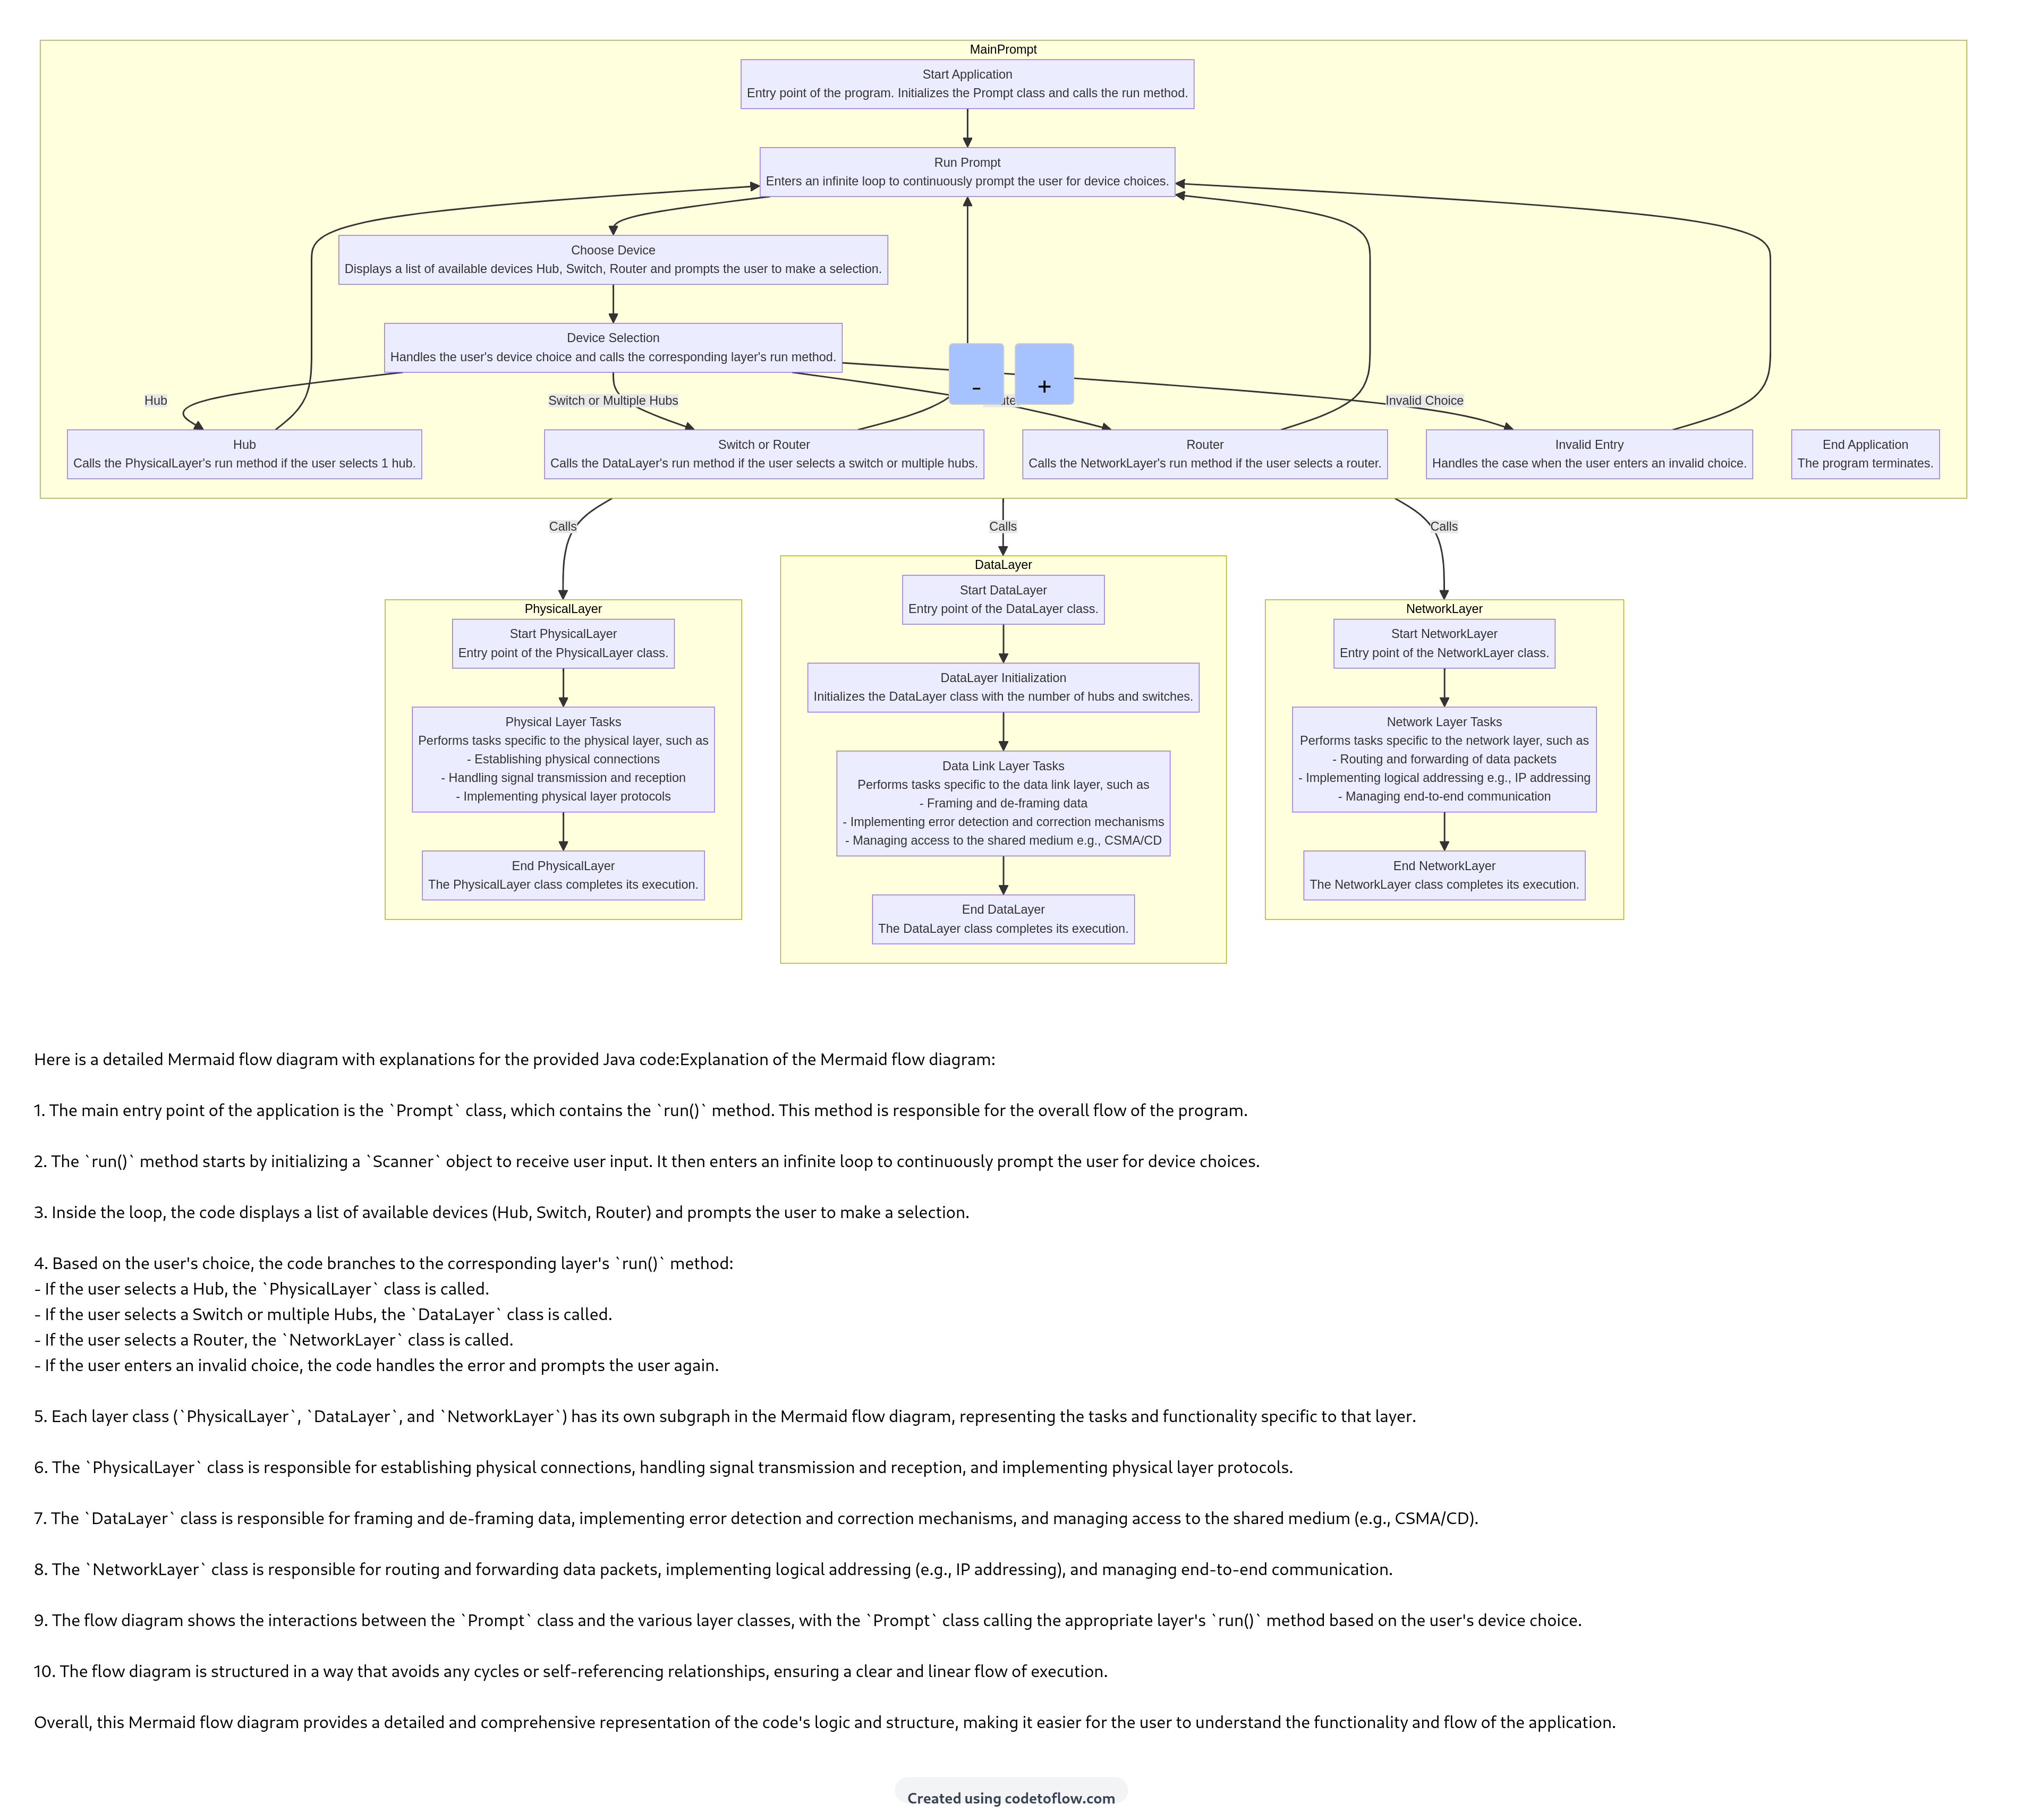 MainPrompt
Start Application
Entry point of the program. Initializes the Prompt class and calls the run method.
Run Prompt
Enters an infinite loop to continuously prompt the user for device choices.
Choose Device
Displays a list of available devices Hub, Switch, Router and prompts the user to make a selection.
Device Selection
Handles the user's device choice and calls the corresponding layer's run method.
-
+
Hub
Switch or Multiple Hubs
Invalid Choice
Hub
Calls the PhysicalLayer's run method if the user selects 1 hub.
Switch or Router
Calls the DataLayer's run method if the user selects a switch or multiple hubs.
Router
Calls the NetworkLayer's run method if the user selects a router.
Invalid Entry
Handles the case when the user enters an invalid choice.
End Application
The program terminates.
Calls
Calls
Calls
PhysicalLayer
Start PhysicalLayer
Entry point of the PhysicalLayer class.
Physical Layer Tasks
Performs tasks specific to the physical layer, such as
- Establishing physical connections
- Handling signal transmission and reception
- Implementing physical layer protocols
End PhysicalLayer
The PhysicalLayer class completes its execution.
DataLayer
Start DataLayer
Entry point of the DataLayer class.
DataLayer Initialization
Initializes the DataLayer class with the number of hubs and switches.
Data Link Layer Tasks
Performs tasks specific to the data link layer, such as
- Framing and de-framing data
- Implementing error detection and correction mechanisms
- Managing access to the shared medium e.g., CSMA/CD
End DataLayer
The DataLayer class completes its execution.
NetworkLayer
Start NetworkLayer
Entry point of the NetworkLayer class.
Network Layer Tasks
Performs tasks specific to the network layer, such as
- Routing and forwarding of data packets
- Implementing logical addressing e.g., IP addressing
- Managing end-to-end communication
End NetworkLayer
The NetworkLayer class completes its execution.
Here is a detailed Mermaid flow diagram with explanations for the provided Java code:Explanation of the Mermaid flow diagram:
1. The main entry point of the application is the `Prompt` class, which contains the `run()` method. This method is responsible for the overall flow of the program.
2. The `run()` method starts by initializing a `Scanner` object to receive user input. It then enters an infinite loop to continuously prompt the user for device choices.
3. Inside the loop, the code displays a list of available devices (Hub, Switch, Router) and prompts the user to make a selection.
4. Based on the user's choice, the code branches to the corresponding layer's `run()` method:
- If the user selects a Hub, the `PhysicalLayer` class is called.
- If the user selects a Switch or multiple Hubs, the `DataLayer` class is called.
- If the user selects a Router, the `NetworkLayer` class is called.
- If the user enters an invalid choice, the code handles the error and prompts the user again.
5. Each layer class (`PhysicalLayer`, `DataLayer`, and `NetworkLayer`) has its own subgraph in the Mermaid flow diagram, representing the tasks and functionality specific to that layer.
6. The `PhysicalLayer` class is responsible for establishing physical connections, handling signal transmission and reception, and implementing physical layer protocols.
7. The `DataLayer` class is responsible for framing and de-framing data, implementing error detection and correction mechanisms, and managing access to the shared medium (e.g., CSMA/CD).
8. The `NetworkLayer` class is responsible for routing and forwarding data packets, implementing logical addressing (e.g., IP addressing), and managing end-to-end communication.
9. The flow diagram shows the interactions between the `Prompt` class and the various layer classes, with the `Prompt` class calling the appropriate layer's `run()` method based on the user's device choice.
10. The flow diagram is structured in a way that avoids any cycles or self-referencing relationships, ensuring a clear and linear flow of execution.
Overall, this Mermaid flow diagram provides a detailed and comprehensive representation of the code's logic and structure, making it easier for the user to understand the functionality and flow of the application.
Created using codetoflow.com